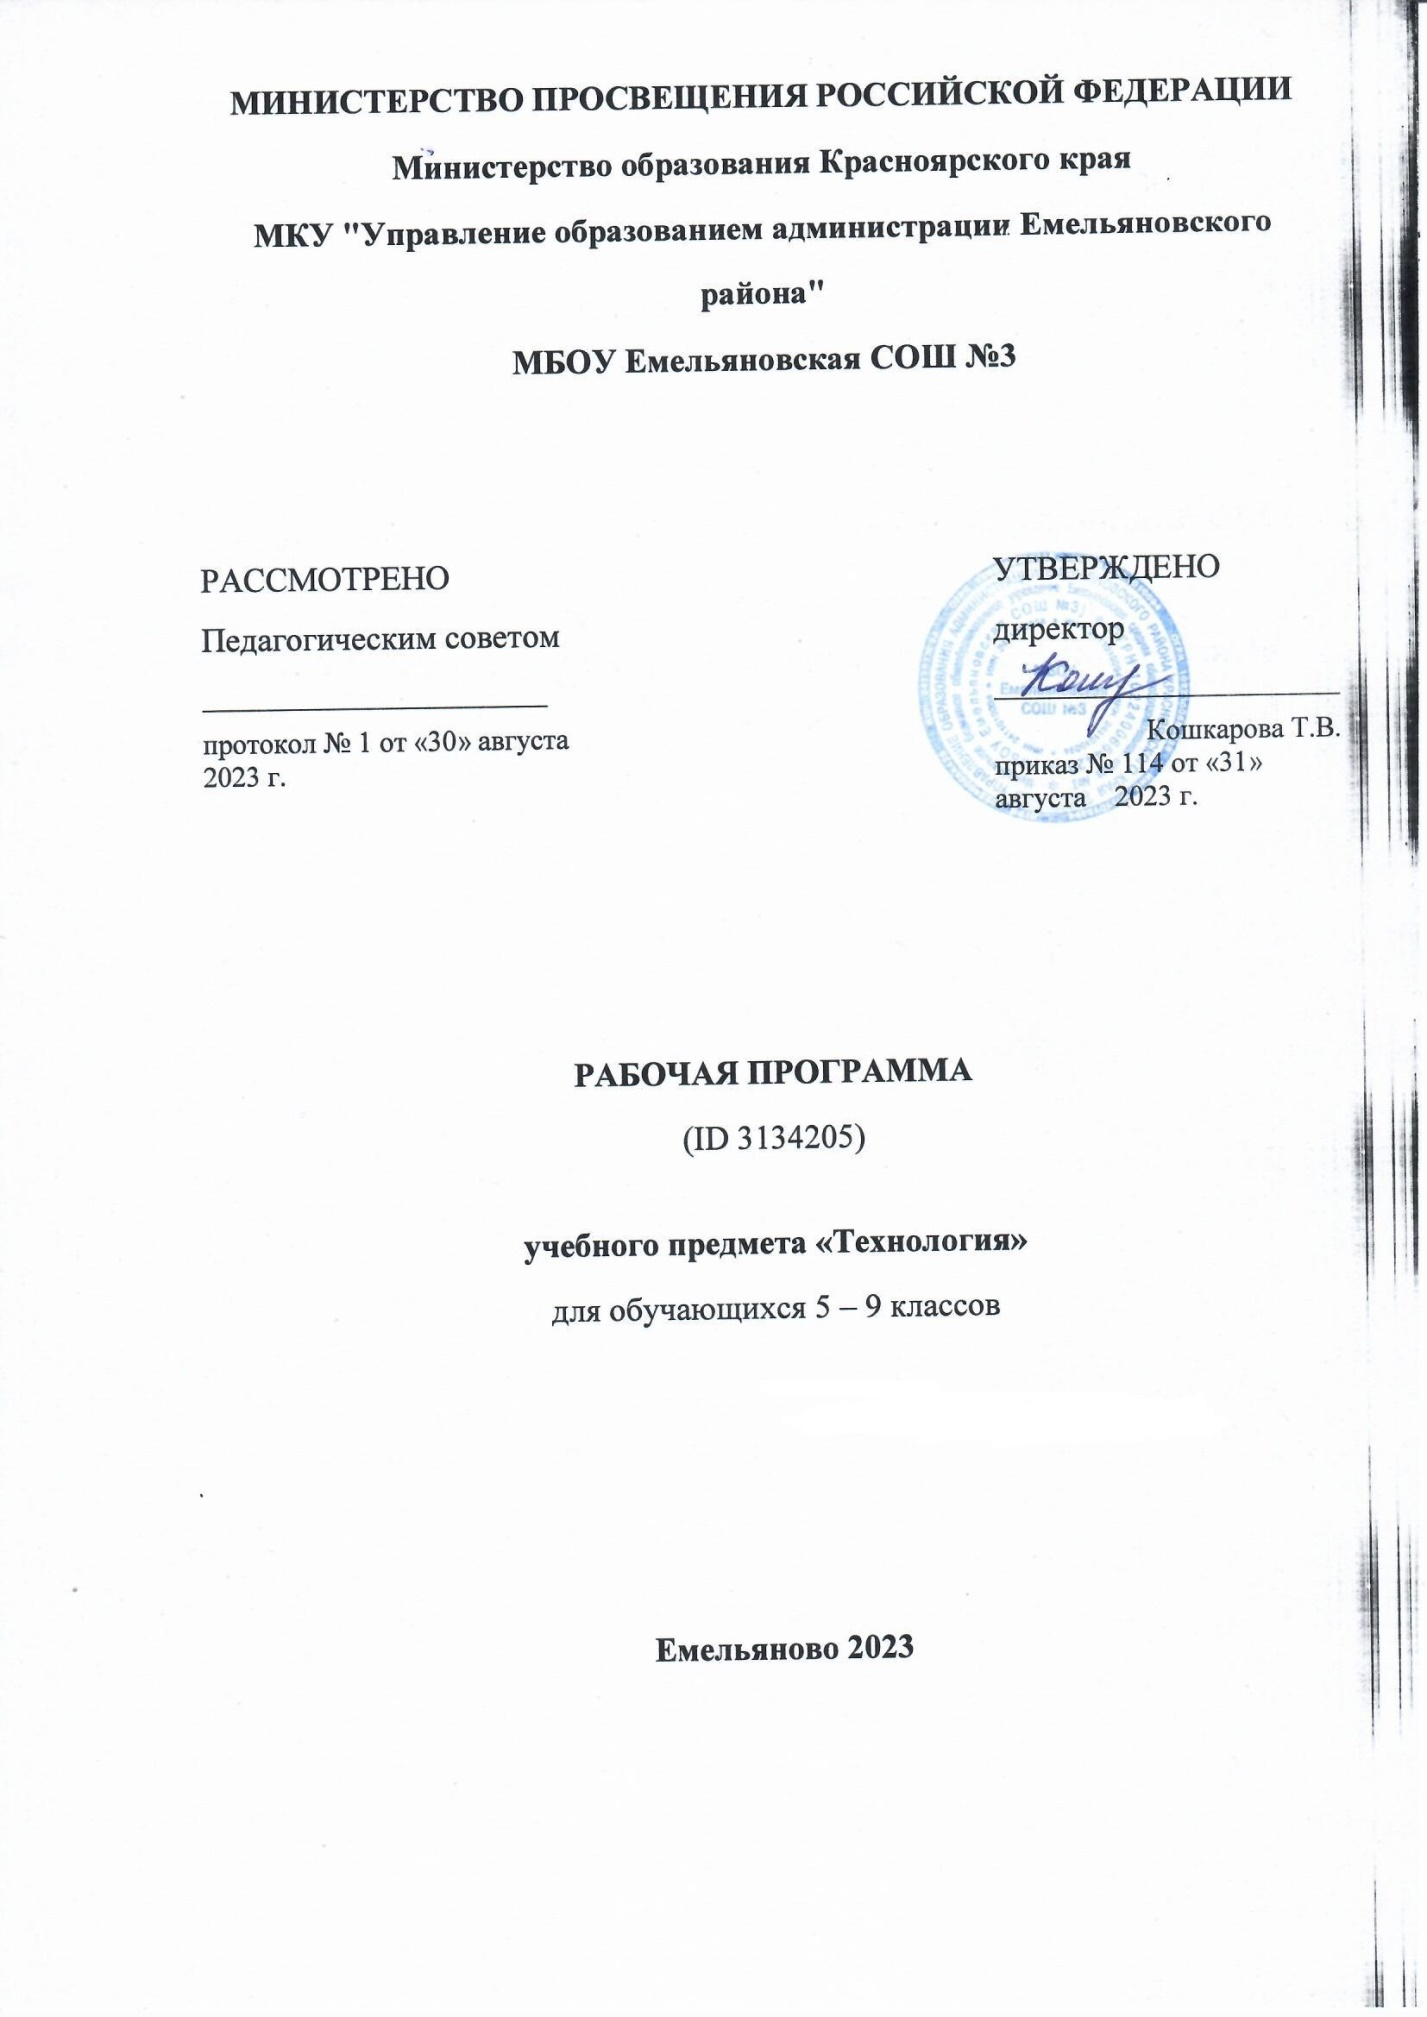 МИНИСТЕРСТВО ПРОСВЕЩЕНИЯ РОССИЙСКОЙ ФЕДЕРАЦИИ
Министерство образования Красноярского края
МКУ "Управление образованием администрации Емельяновского
района"
МБОУ Емельяновская СОШ №3
РАССМОТРЕНО
Педагогическим советом
протокол № 1 от «30» августа
2023 г.
УТВЕРЖДЕНО
директор
СОШ №3
Кошкарова Т.В.
приказ № 114 от «31»
августа 2023 г.
РАБОЧАЯ ПРОГРАММА
(ID 3134205)
учебного предмета «Технология»
для обучающихся 5 – 9 классов
Емельяново 2023